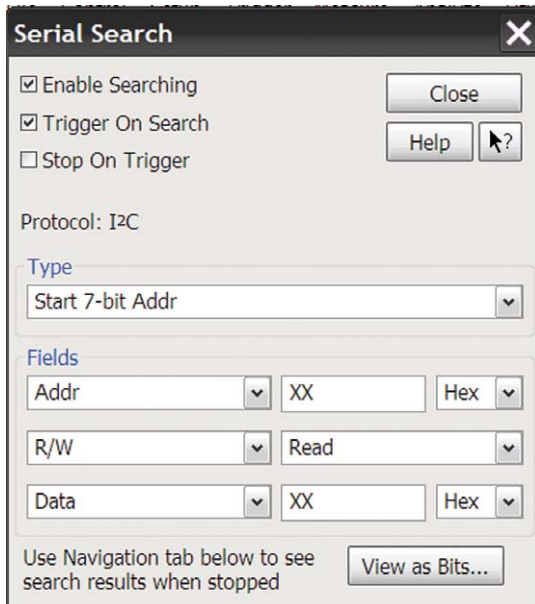 Serial Search
Enable Searching
Close
Trigger On Search
Help
?
Stop On Trigger
Protocol: I2C
Type
Start 7-bit Addr
Fields
Addr XX Hex
R/W Read
Data XX Hex
Use Navigation tab below to see
search results when stopped
View as Bits...